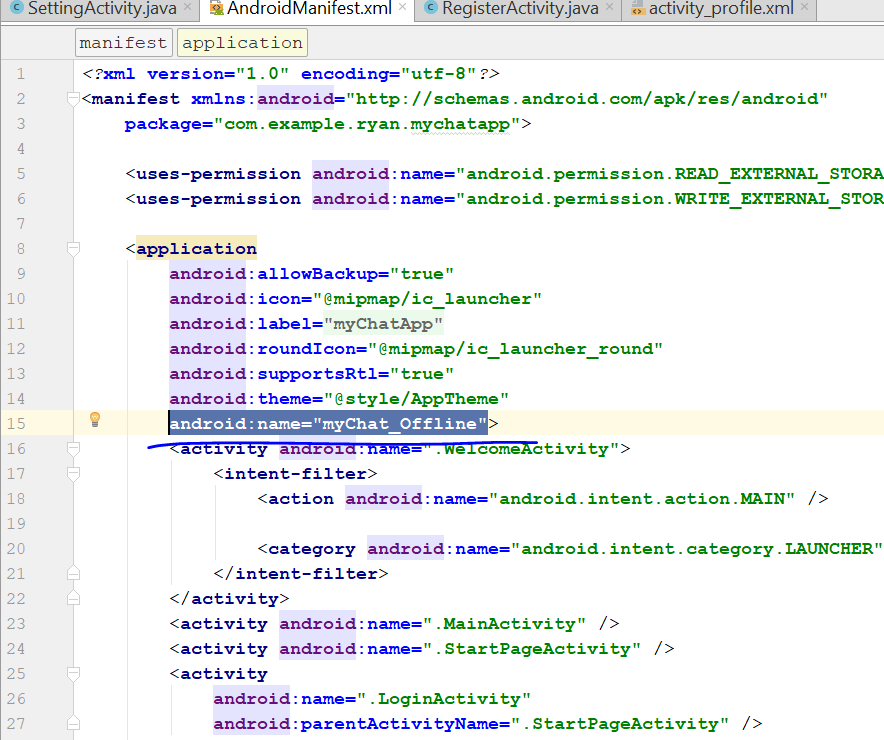 SettingActivity.java AndroidManifest.xml RegisterActivity.java activity_profile.xml
manifest application
1 <?xml version="1.0" encoding="utf-8"?>
2 <manifest xmlns:android="http://schemas.android.com/apk/res/android"
3 package="com.example.ryan.mychatapp">
4
5 <uses-permission android:name="android.permission.READ_EXTERNAL_STORA
6 <uses-permission android:name="android.permission.WRITE_EXTERNAL_STOR
7
8 <application
9 android:allowBackup="true"
10 android:icon="@mipmap/ic_launcher"
11 android:label="myChatApp"
12 android:roundIcon="@mipmap/ic_launcher_round"
13 android:supportsRtl="true"
14 android:theme="@style/AppTheme"
15 android:name="myChat_Offline">
16 <activity android:name=".WelcomeActivity">
17 <intent-filter>
18 <action android:name="android.intent.action.MAIN" />
19
20 <category android:name="android.intent.category.LAUNCHER"
21 </intent-filter>
22 </activity>
23 <activity android:name=".MainActivity" />
24 <activity android:name=".StartPageActivity" />
25 <activity
26 android:name=".LoginActivity"
27 android:parentActivityName=".StartPageActivity" />